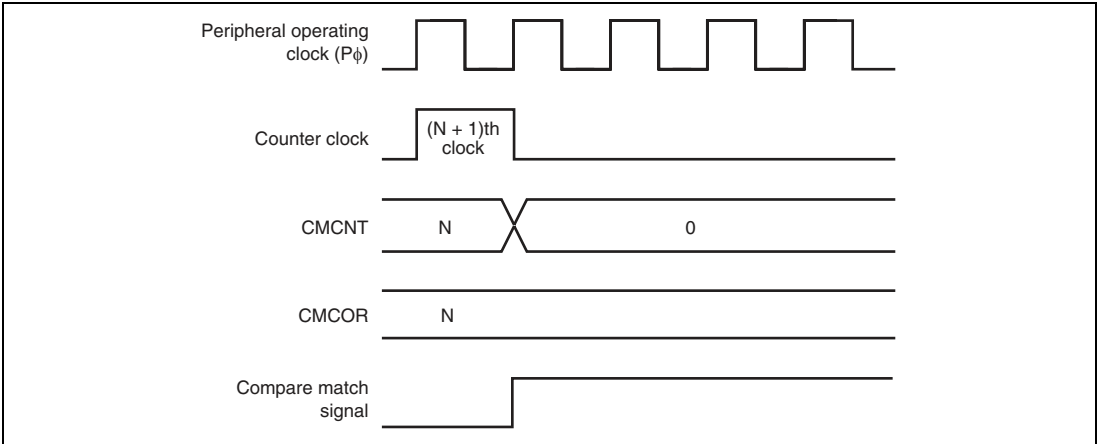 Peripheral operating
clock (Pϕ)
Counter clock
(N + 1)th
clock
CMCNT
N
0
CMCOR
N
Compare match
signal